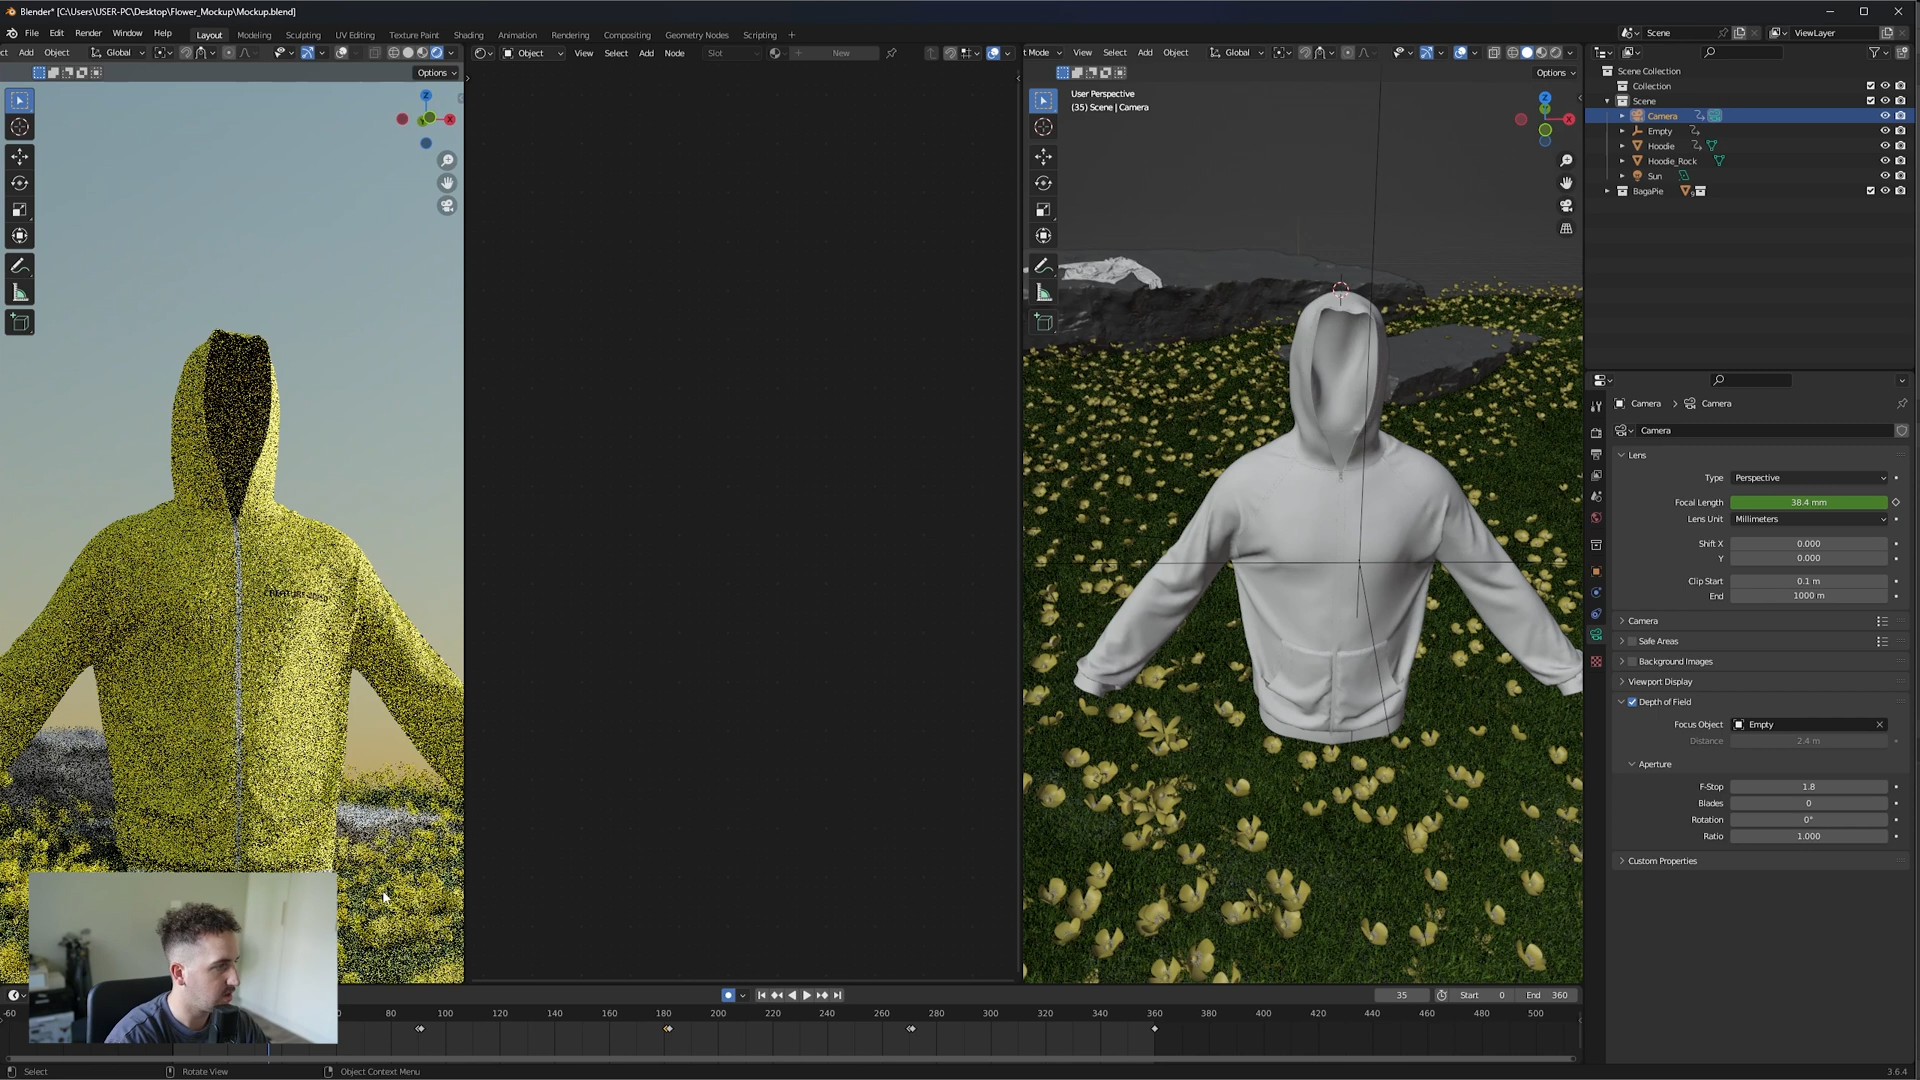 Blender* [C:\Users\USER-PC\Desktop\Flower_Mockup\Mockup.blend]
File Edit Render Window Help Layout Modeling Sculpting UV Editing Texture Paint Shading Animation Rendering Compositing Geometry Nodes Scripting + Scene ViewLayer
ct Add Object Global Object View Select Add Node Slot New t Mode View Select Add Object Global
Options Options
User Perspective
(35) Scene | Camera
Z
X
Y
Z
X
Scene Collection
Collection
Scene
Camera
Empty
Hoodie
Hoodie_Rock
Sun
BagaPie
Camera > Camera
Camera
Lens
Type Perspective
Focal Length 38.4 mm
Lens Unit Millimeters
Shift X 0.000
Y 0.000
Clip Start 0.1 m
End 1000 m
Camera
Safe Areas
Background Images
Viewport Display
Depth of Field
Focus Object Empty
Distance 2.4 m
Aperture
F-Stop 1.8
Blades 0
Rotation 0°
Ratio 1.000
Custom Properties
35 Start 0 End 360
-60 80 100 120 140 160 180 200 220 240 260 280 300 320 340 360 380 400 420 440 460 480 500
Select Rotate View Object Context Menu 3.6.4